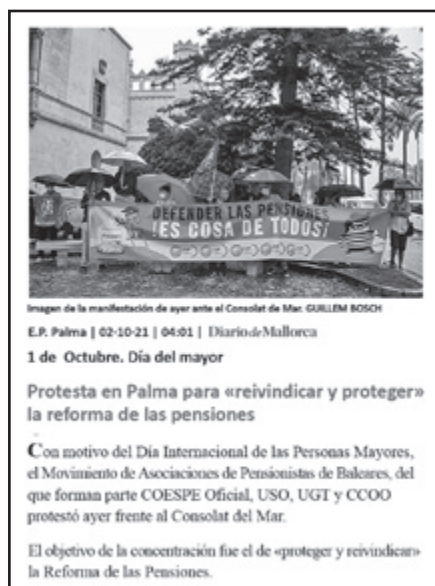 DEFENDER LAS PENSIONES
¡ES COSA DE TODOS!
Imagen de la manifestación de ayer ante el Consolat de Mar. GUILLEM BOSCH
E.P. Palma | 02-10-21 | 04:01 | Diario de Mallorca
1 de Octubre. Día del mayor
Protesta en Palma para «reivindicar y proteger»
la reforma de las pensiones
Con motivo del Día Internacional de las Personas Mayores,
el Movimiento de Asociaciones de Pensionistas de Baleares, del
que forman parte COESPE Oficial, USO, UGT y CCOO
protestó ayer frente al Consolat del Mar.
El objetivo de la concentración fue el de «proteger y reivindicar»
la Reforma de las Pensiones.